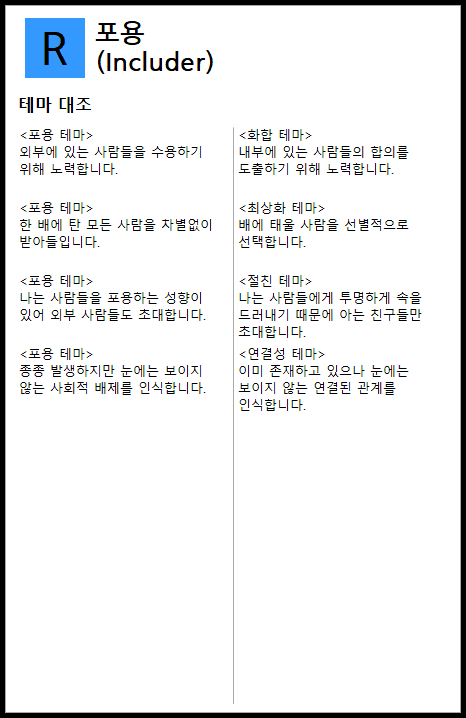 R
포용
(Includer)
테마 대조
<포용 테마>
외부에 있는 사람들을 수용하기
위해 노력합니다.
<포용 테마>
한 배에 탄 모든 사람을 차별없이
받아들입니다.
<포용 테마>
나는 사람들을 포용하는 성향이
있어 외부 사람들도 초대합니다.
<포용 테마>
종종 발생하지만 눈에는 보이지
않는 사회적 배제를 인식합니다.
<화합 테마>
내부에 있는 사람들의 합의를
도출하기 위해 노력합니다.
<최상화 테마>
배에 태울 사람을 선별적으로
선택합니다.
<절친 테마>
나는 사람들에게 투명하게 속을
드러내기 때문에 아는 친구들만
초대합니다.
<연결성 테마>
이미 존재하고 있으나 눈에는
보이지 않는 연결된 관계를
인식합니다.